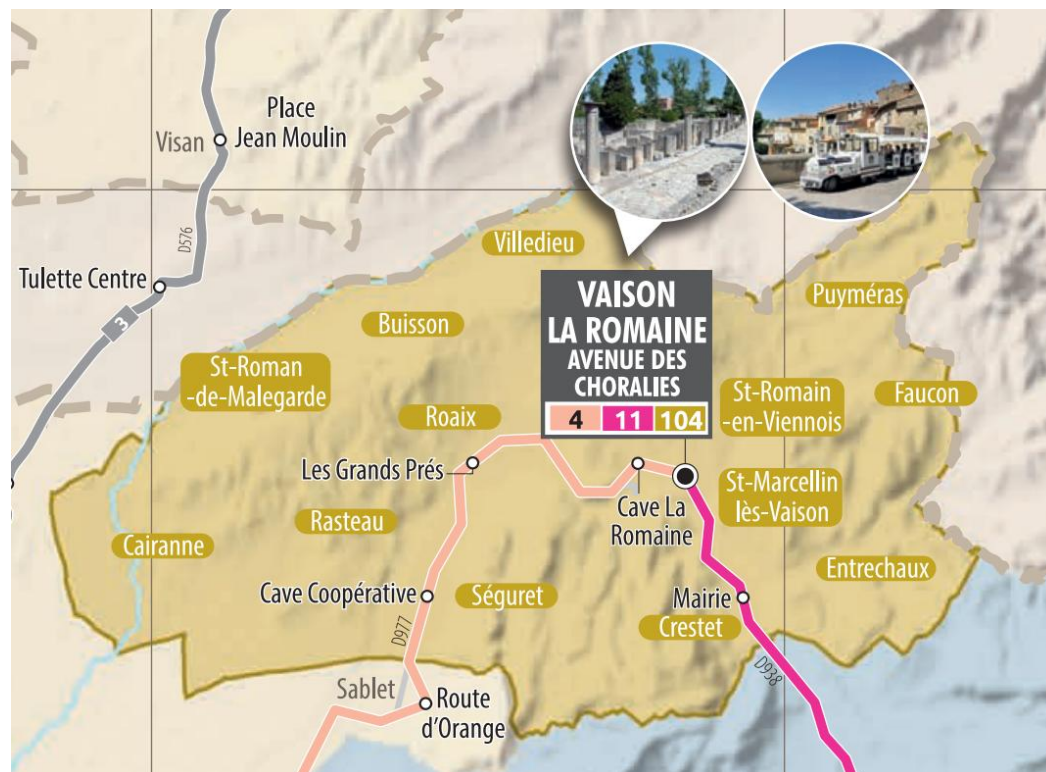 Place
Jean Moulin
Visan
D576
Tulette Centre
3
Villedieu
Buisson
St-Roman
-de-Malegarde
VAISON
LA ROMAINE
AVENUE DES
CHORALIES
4 11 104
Puyméras
Faucon
St-Romain
-en-Viennois
Roaix
Les Grands Prés
Cave La
Romaine
St-Marcellin
lès-Vaison
Rasteau
Cairanne
Entrechaux
Cave Coopérative
Séguret
Mairie
Crestet
D977
D938
Sablet
Route
d'Orange